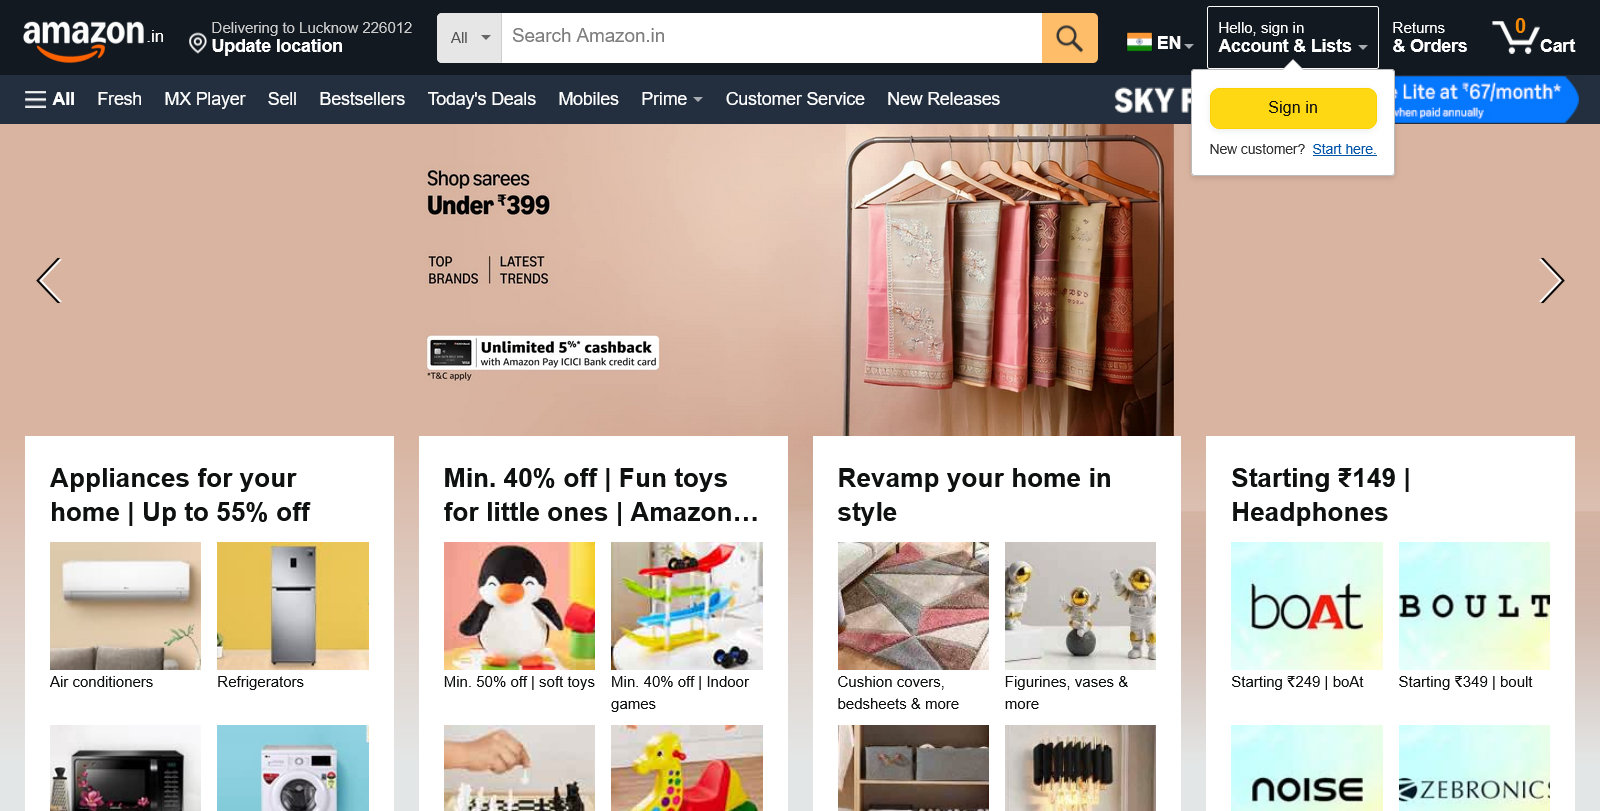 amazon.in
Delivering to Lucknow 226012
Update location
All
Search Amazon.in
EN
Hello, sign in
Account & Lists
Returns
& Orders
0
Cart
All
Fresh
MX Player
Sell
Bestsellers
Today's Deals
Mobiles
Prime
Customer Service
New Releases
SKY F
Lite at ₹67/month*
when paid annually
Sign in
New customer? Start here.
Shop sarees
Under ₹399
TOP BRANDS | LATEST TRENDS
Unlimited 5%* cashback
with Amazon Pay ICICI Bank credit card
*T&C apply
Appliances for your
home | Up to 55% off
Air conditioners
Refrigerators
Min. 40% off | Fun toys
for little ones | Amazon…
Min. 50% off | soft toys
Min. 40% off | Indoor
games
Revamp your home in
style
Cushion covers,
bedsheets & more
Figurines, vases &
more
Starting ₹149 |
Headphones
boAt
BOULT
Starting ₹249 | boAt
Starting ₹349 | boult
NOISE
ZEBRONICS